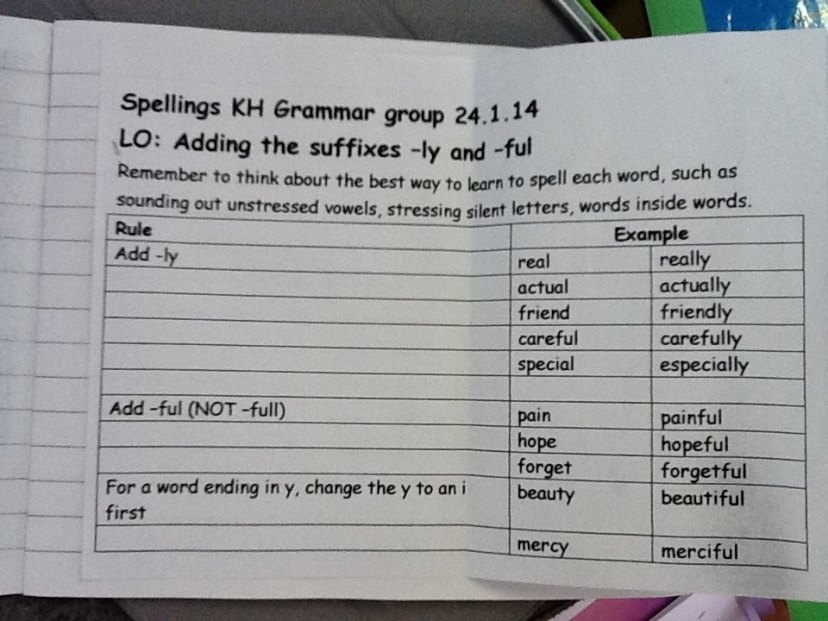 Spellings KH Grammar group 24.1.14
LO: Adding the suffixes -ly and -ful
Remember to think about the best way to learn to spell each word, such as
sounding out unstressed vowels, stressing silent letters, words inside words.
Rule Example
Add -ly real really
actual actually
friend friendly
careful carefully
special especially
Add -ful (NOT -full) pain painful
hope hopeful
forget forgetful
For a word ending in y, change the y to an i beauty beautiful
first
mercy merciful